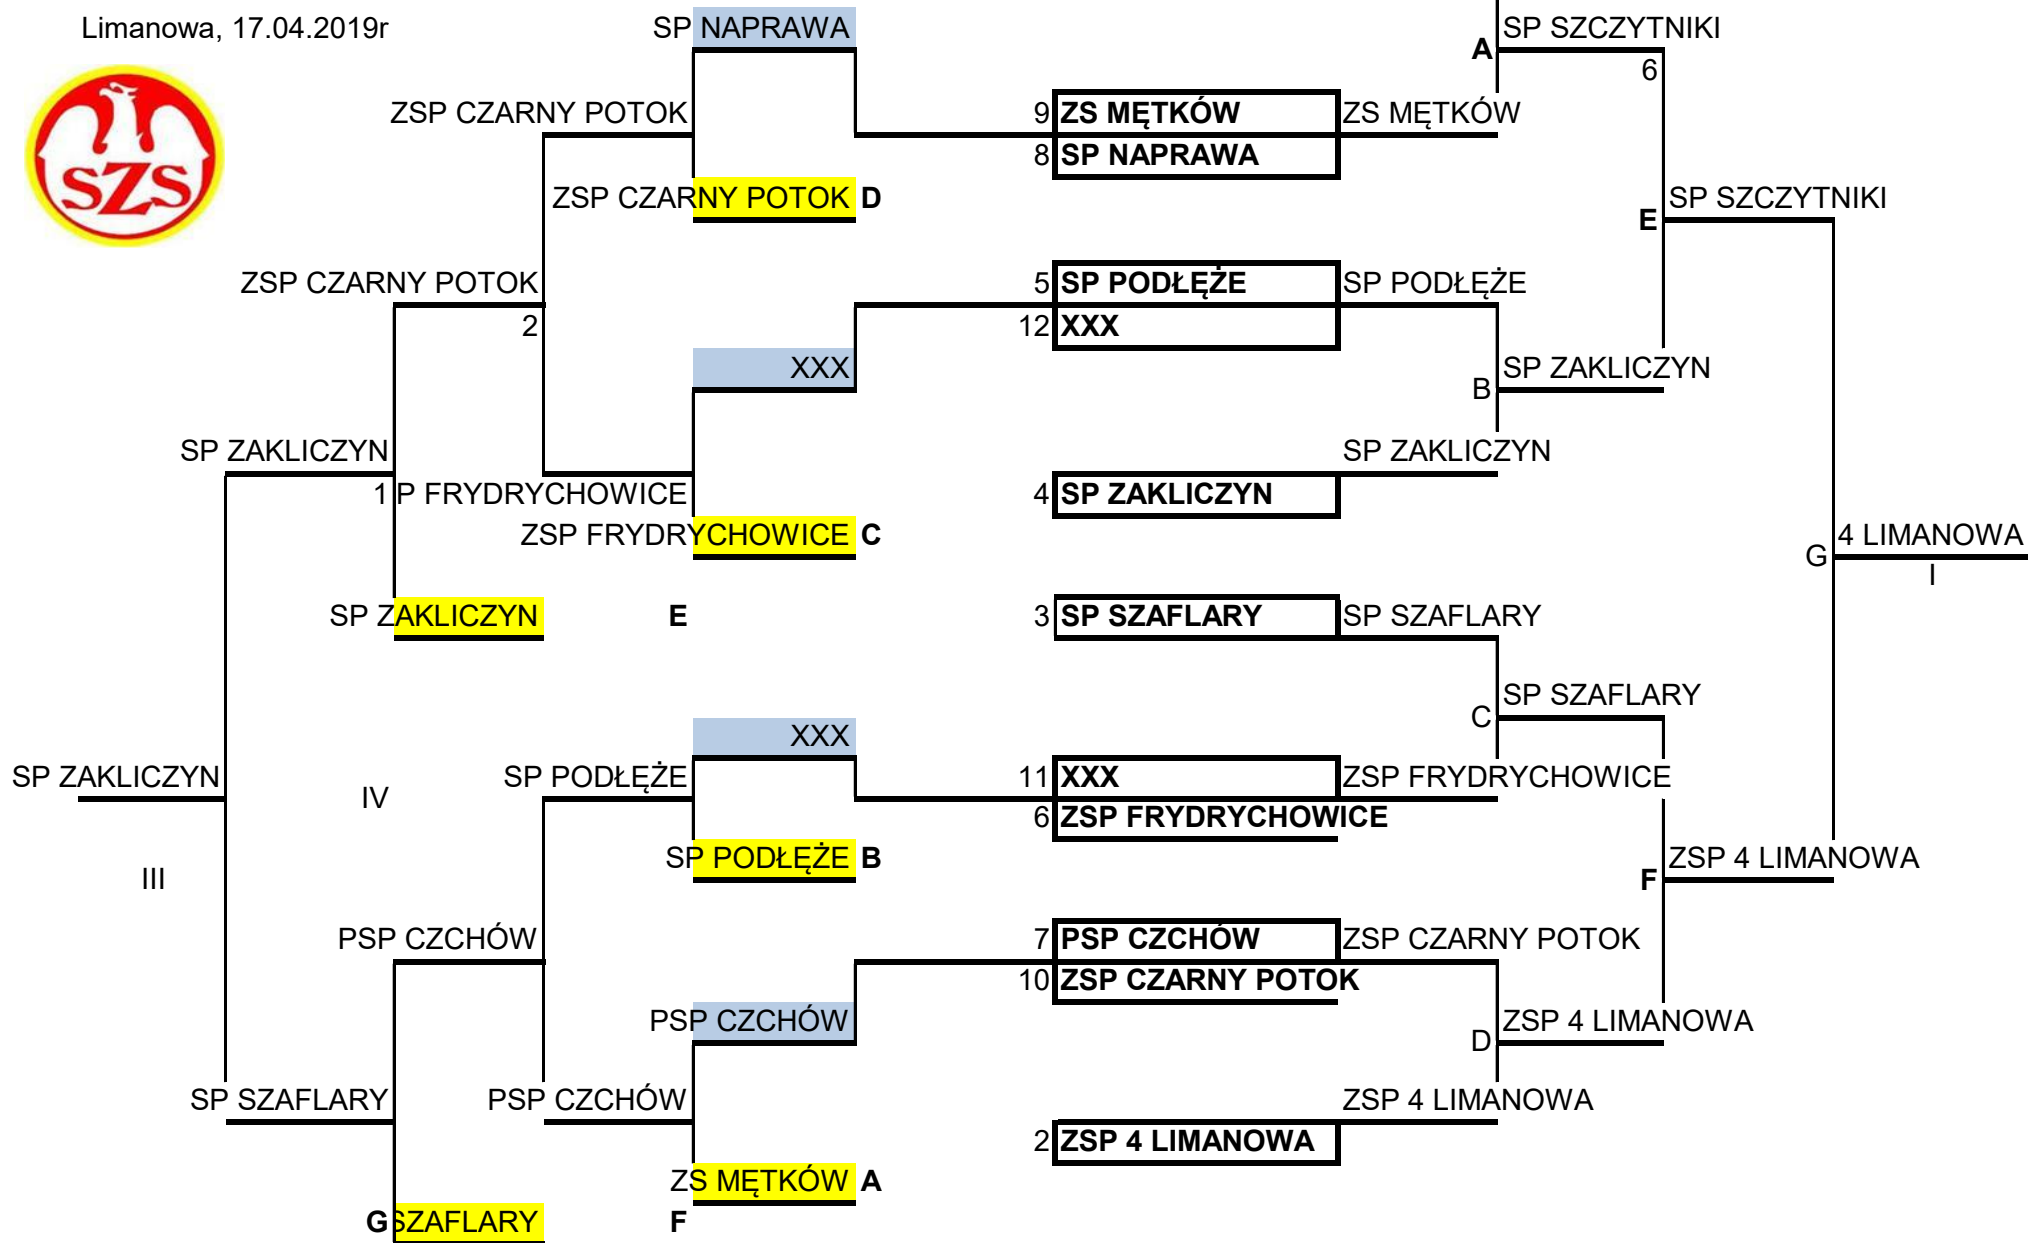 Limanowa, 17.04.2019r
SP NAPRAWA
SP SZCZYTNIKI
A
6
SZS
ZSP CZARNY POTOK
9 ZS MĘTKÓW
ZS MĘTKÓW
8 SP NAPRAWA
ZSP CZARNY POTOK D
SP SZCZYTNIKI
E
ZSP CZARNY POTOK
5 SP PODŁĘŻE
SP PODŁĘŻE
2
12 XXX
XXX
SP ZAKLICZYN
B
SP ZAKLICZYN
SP ZAKLICZYN
1
P FRYDRYCHOWICE
4 SP ZAKLICZYN
ZSP FRYDRYCHOWICE C
4 LIMANOWA
G
I
SP ZAKLICZYN
E
3 SP SZAFLARY
SP SZAFLARY
SP SZAFLARY
C
XXX
SP ZAKLICZYN
IV
SP PODŁĘŻE
11 XXX
ZSP FRYDRYCHOWICE
6 ZSP FRYDRYCHOWICE
SP PODŁĘŻE B
ZSP 4 LIMANOWA
III
F
PSP CZCHÓW
7 PSP CZCHÓW
ZSP CZARNY POTOK
10 ZSP CZARNY POTOK
PSP CZCHÓW
ZSP 4 LIMANOWA
D
SP SZAFLARY
PSP CZCHÓW
ZSP 4 LIMANOWA
2 ZSP 4 LIMANOWA
ZS MĘTKÓW A
G
SZAFLARY
F